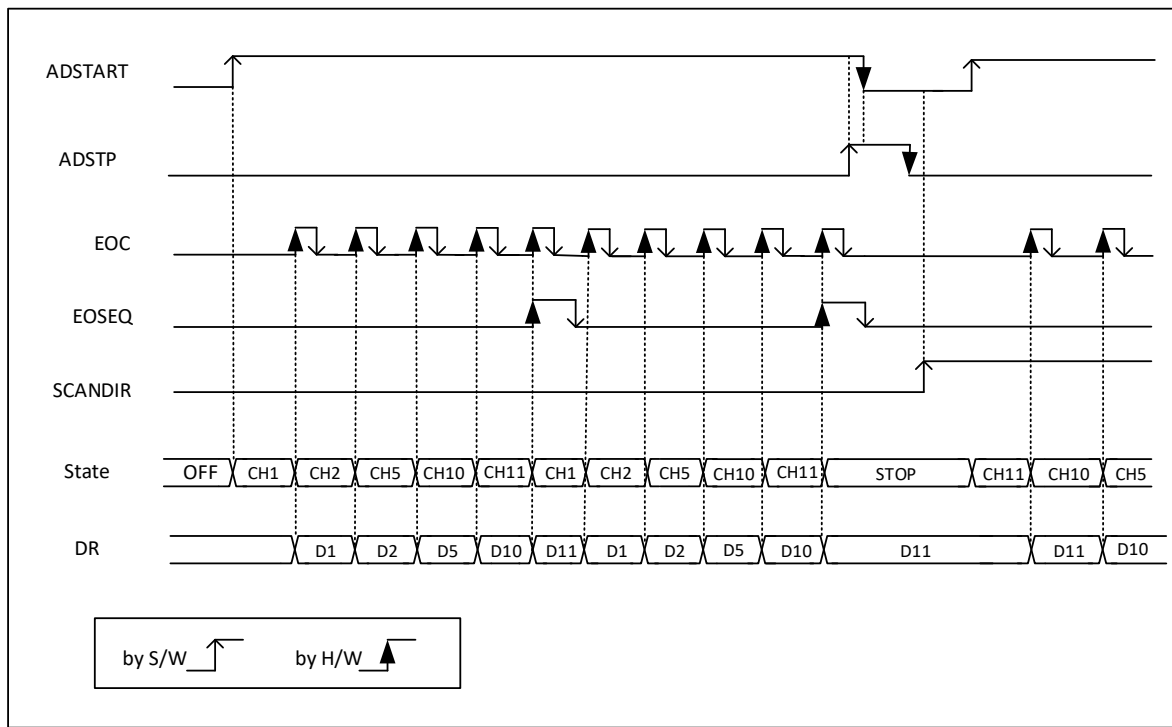 ADSTART
ADSTP
EOC
EOSEQ
SCANDIR
State OFF CH1 CH2 CH5 CH10 CH11 CH1 CH2 CH5 CH10 CH11 STOP CH11 CH10 CH5
DR D1 D2 D5 D10 D11 D1 D2 D5 D10 D11 D11 D10
by S/W by H/W